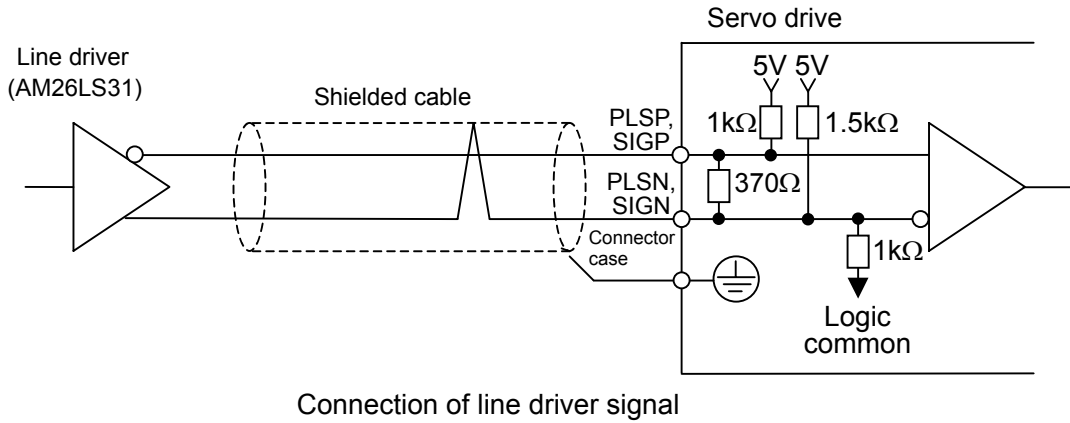 Servo drive
Line driver
(AM26LS31)
Shielded cable
5V 5V
PLSP,
SIGP
1kΩ
1.5kΩ
PLSN,
SIGN
370Ω
Connector
case
1kΩ
Logic
common
Connection of line driver signal